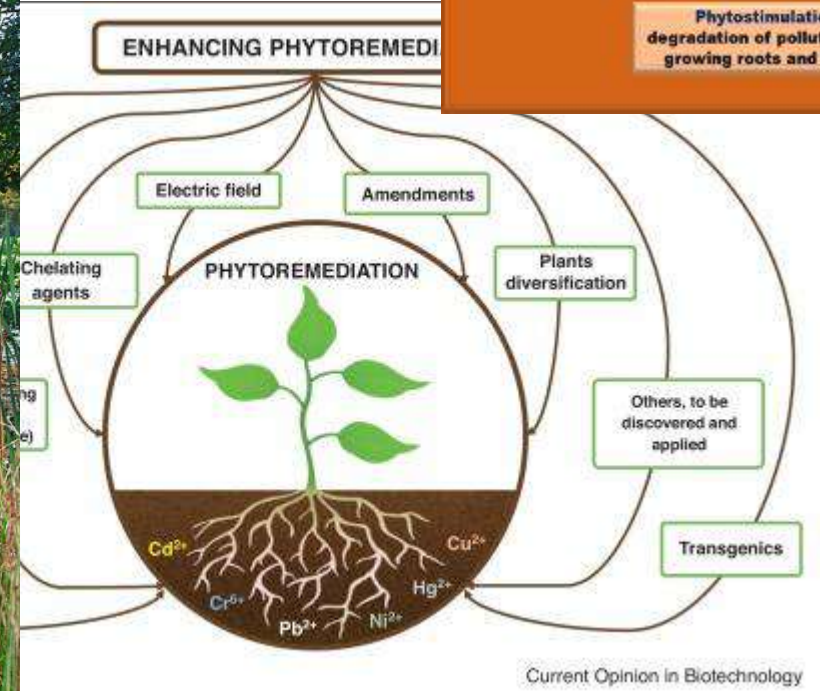 Phytostimulatio
degradation of pollut
growing roots and
ENHANCING PHYTOREMEDI
Electric field
Amendments
Chelating
agents
PHYTOREMEDIATION
Plants
diversification
ng
e)
Others, to be
discovered and
applied
Cd²⁺
Cu²⁺
Cr⁶⁺
Hg²⁺
Pb²⁺
Ni²⁺
Transgenics
Current Opinion in Biotechnology